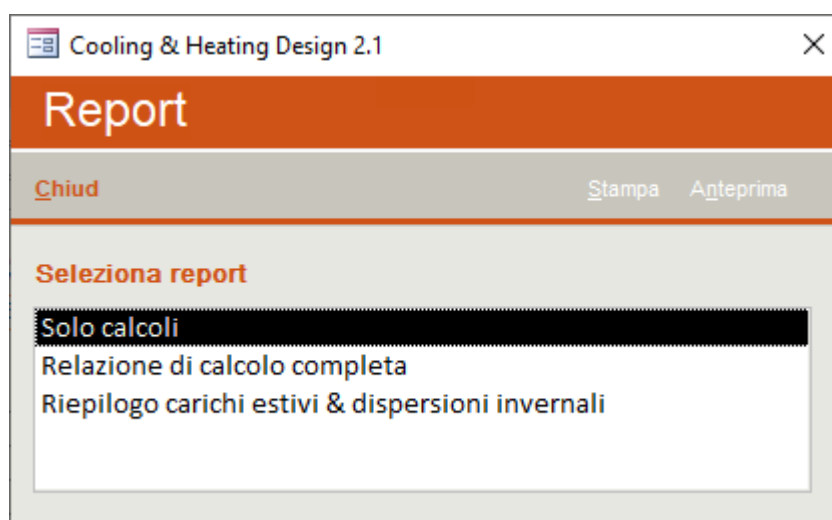 Cooling & Heating Design 2.1
Report
Chiud
Stampa Anteprima
Seleziona report
Solo calcoli
Relazione di calcolo completa
Riepilogo carichi estivi & dispersioni invernali